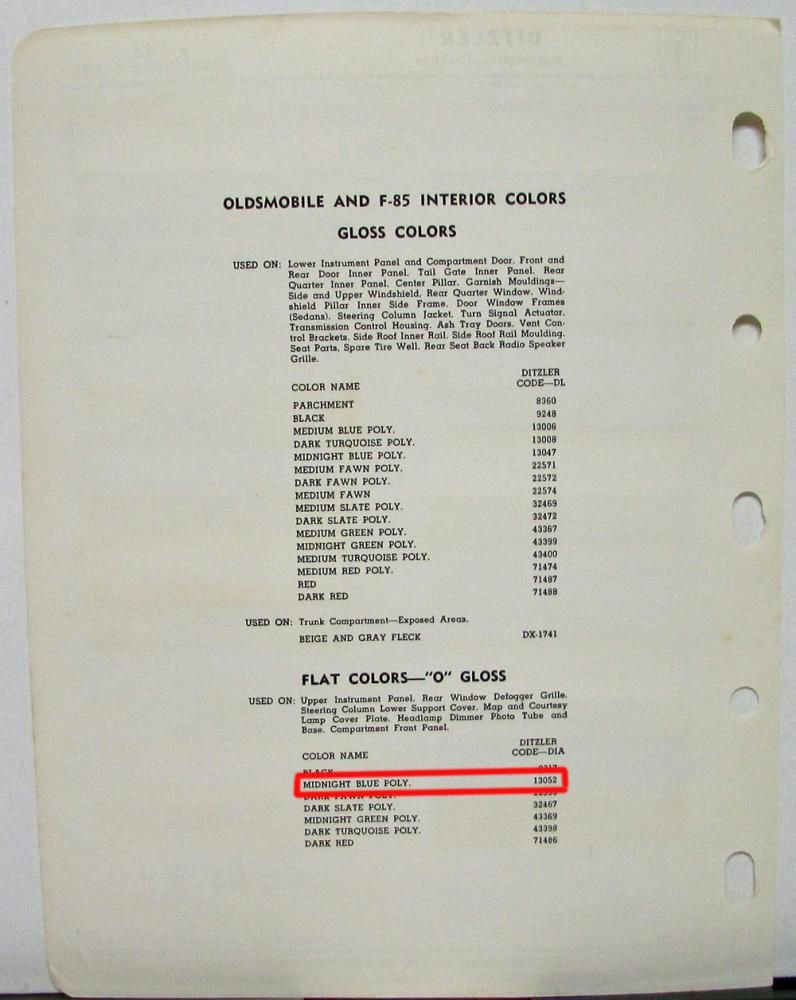 OLDSMOBILE AND F-85 INTERIOR COLORS
GLOSS COLORS
USED ON: Lower Instrument Panel and Compartment Door. Front and
Rear Door Inner Panel. Tail Gate Inner Panel. Rear
Quarter Inner Panel. Center Pillar. Garnish Mouldings—
Side and Upper Windshield, Rear Quarter Window. Wind-
shield Pillar Inner Side Frame. Door Window Frames
(Sedans). Steering Column Jacket. Turn Signal Actuator.
Transmission Control Housing. Ash Tray Doors. Vent Con-
trol Brackets. Side Roof Inner Rail. Side Roof Rail Moulding.
Seat Parts, Spare Tire Well. Rear Seat Back Radio Speaker
Grille.
DITZLER
COLOR NAME CODE—DL
PARCHMENT 8360
BLACK 9248
MEDIUM BLUE POLY. 13006
DARK TURQUOISE POLY. 13008
MIDNIGHT BLUE POLY. 13047
MEDIUM FAWN POLY. 22571
DARK FAWN POLY. 22572
MEDIUM FAWN 22574
MEDIUM SLATE POLY. 32469
DARK SLATE POLY. 32472
MEDIUM GREEN POLY. 43367
MIDNIGHT GREEN POLY. 43399
MEDIUM TURQUOISE POLY. 43400
MEDIUM RED POLY. 71474
RED 71487
DARK RED 71488
USED ON: Trunk Compartment—Exposed Areas.
BEIGE AND GRAY FLECK DX-1741
FLAT COLORS—"O" GLOSS
USED ON: Upper Instrument Panel. Rear Window Defogger Grille.
Steering Column Lower Support Cover. Map and Courtesy
Lamp Cover Plate. Headlamp Dimmer Photo Tube and
Base. Compartment Front Panel.
DITZLER
COLOR NAME CODE—DIA
BLACK
MIDNIGHT BLUE POLY. 13052
DARK FAWN POLY.
DARK SLATE POLY. 32467
MIDNIGHT GREEN POLY. 43369
DARK TURQUOISE POLY. 43398
DARK RED 71486